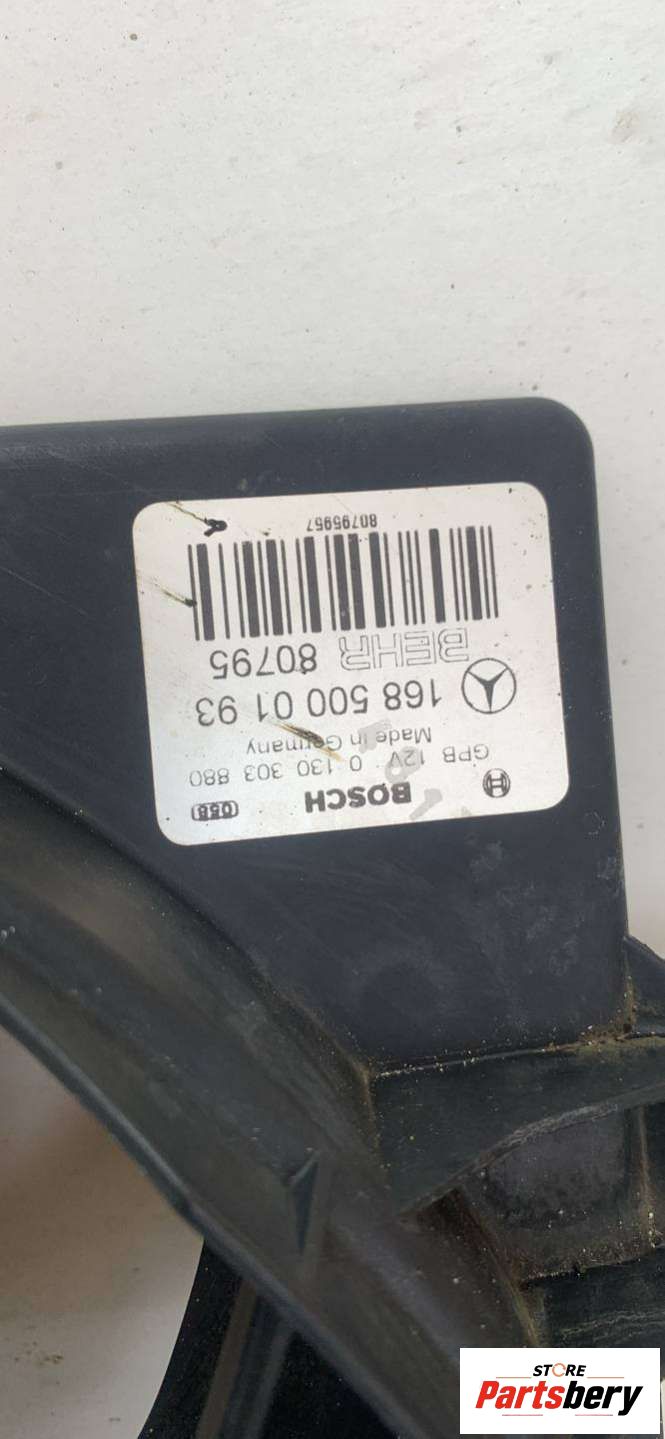 BOSCH 058
GPB 12V 0 130 303 880
Made in Germany
168 500 01 93
BEHR 80795
80795957
STORE
Partsbery